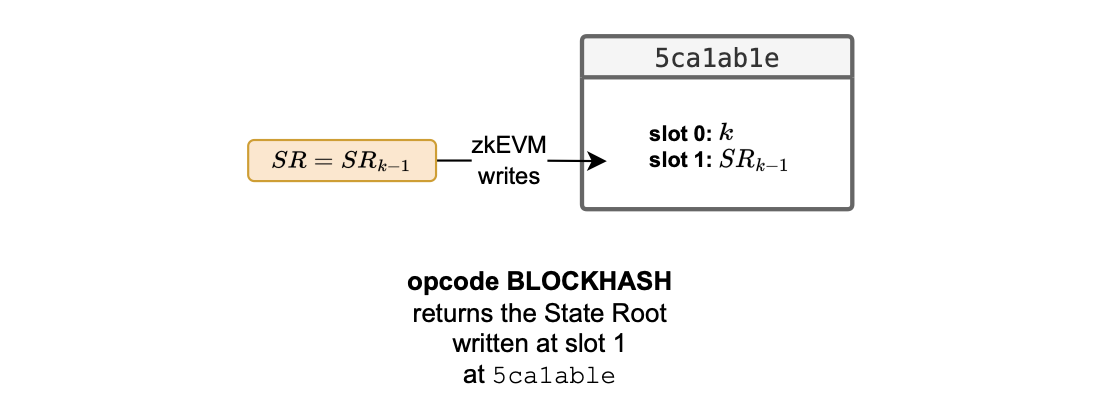 5ca1ab1e
slot 0: k
SR = SR_{k-1}
zkEVM
writes
slot 1: SR_{k-1}
opcode BLOCKHASH
returns the State Root
written at slot 1
at 5ca1able